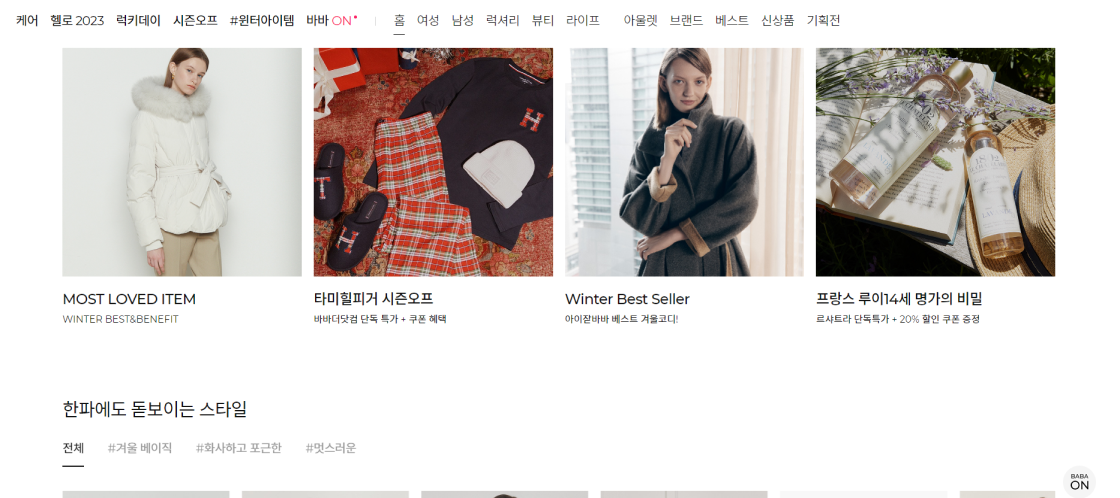 케어 헬로 2023 럭키데이 시즌오프 #윈터아이템 바바 ON 홈 여성 남성 럭셔리 뷰티 라이프 아울렛 브랜드 베스트 신상품 기획전
H
H
H
MOST LOVED ITEM
WINTER BEST&BENEFIT
타미힐피거 시즌오프
바바더닷컴 단독 특가 + 쿠폰 혜택
Winter Best Seller
아이잗바바 베스트 겨울코디!
프랑스 루이14세 명가의 비밀
르샤트라 단독특가 + 20% 할인 쿠폰 증정
한파에도 돋보이는 스타일
전체 #겨울 베이직 #화사하고 포근한 #멋스러운
BABA
ON